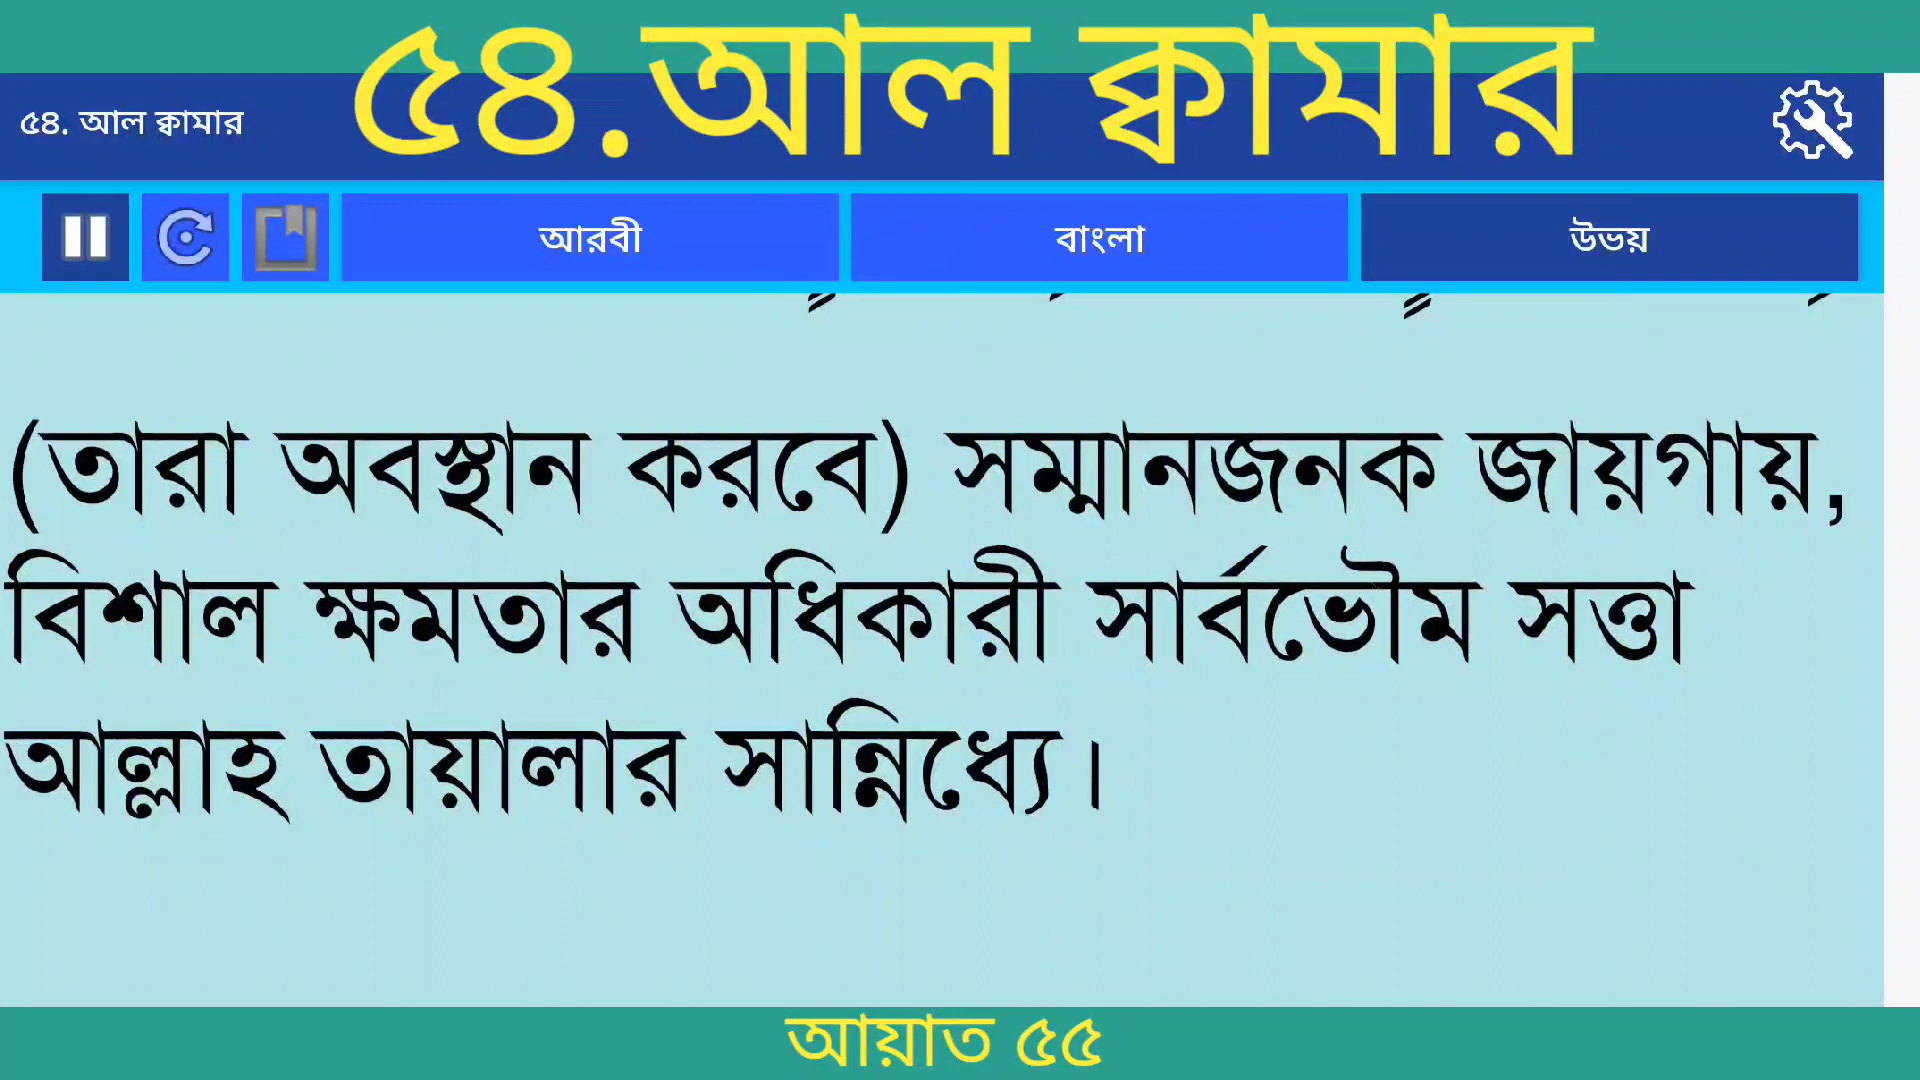 ৫৪.আল ক্বামার
৫৪. আল ক্বামার
আরবী বাংলা উভয়
(তারা অবস্থান করবে) সম্মানজনক জায়গায়,
বিশাল ক্ষমতার অধিকারী সার্বভৌম সত্তা
আল্লাহ তায়ালার সান্নিধ্যে।
আয়াত ৫৫